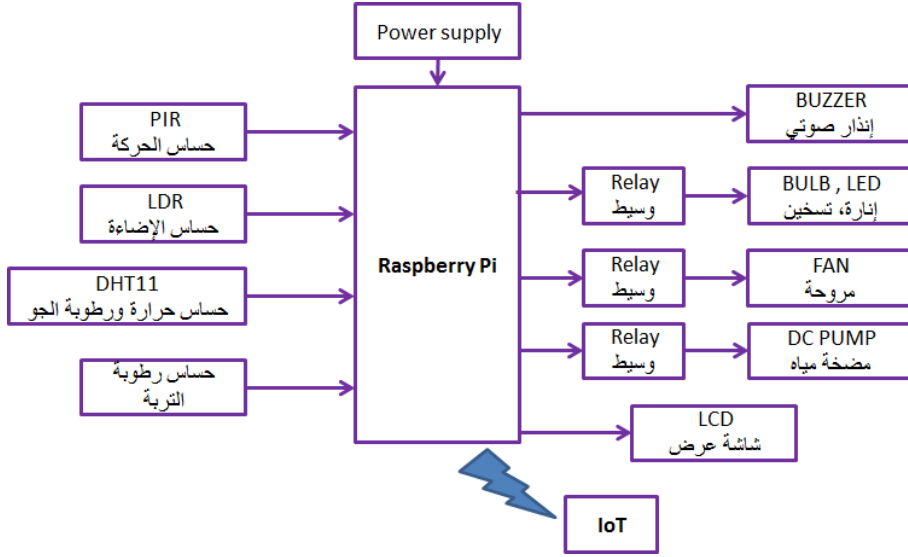 Power supply
PIR
حساس الحركة
LDR
حساس الإضاءة
DHT11
حساس حرارة ورطوبة الجو
حساس رطوبة
التربة
Raspberry Pi
BUZZER
إنذار صوتي
Relay
وسيط
BULB , LED
إنارة، تسخين
Relay
وسيط
FAN
مروحة
Relay
وسيط
DC PUMP
مضخة مياه
LCD
شاشة عرض
IoT